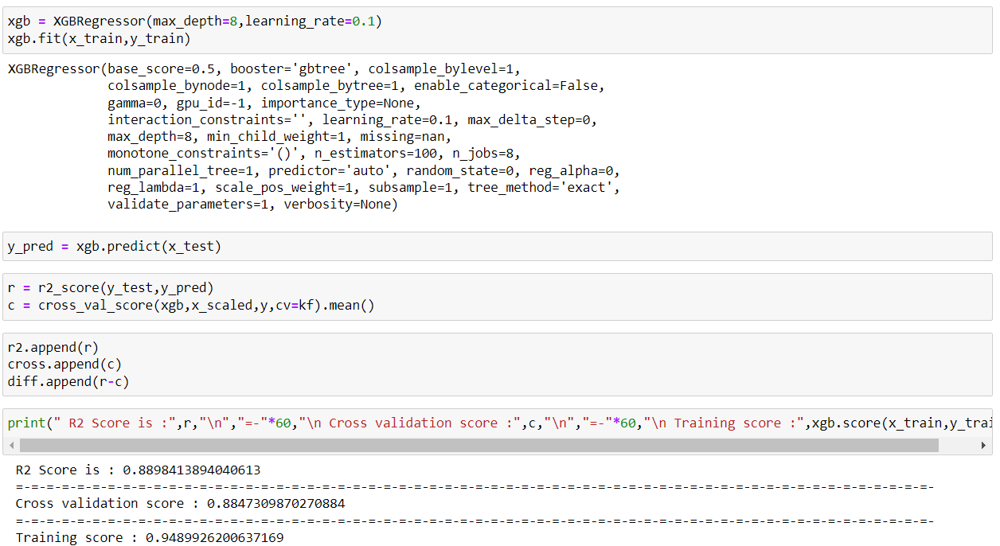 xgb = XGBRegressor(max_depth=8,learning_rate=0.1)
xgb.fit(x_train,y_train)
XGBRegressor(base_score=0.5, booster='gbtree', colsample_bylevel=1,
             colsample_bynode=1, colsample_bytree=1, enable_categorical=False,
             gamma=0, gpu_id=-1, importance_type=None,
             interaction_constraints='', learning_rate=0.1, max_delta_step=0,
             max_depth=8, min_child_weight=1, missing=nan,
             monotone_constraints='()', n_estimators=100, n_jobs=8,
             num_parallel_tree=1, predictor='auto', random_state=0, reg_alpha=0,
             reg_lambda=1, scale_pos_weight=1, subsample=1, tree_method='exact',
             validate_parameters=1, verbosity=None)
y_pred = xgb.predict(x_test)
r = r2_score(y_test,y_pred)
c = cross_val_score(xgb,x_scaled,y,cv=kf).mean()
r2.append(r)
cross.append(c)
diff.append(r-c)
print(" R2 Score is :",r,"\n","=-"*60,"\n Cross validation score :",c,"\n","=-"*60,"\n Training score :",xgb.score(x_train,y_trai
 R2 Score is : 0.8898413894040613
 =-=-=-=-=-=-=-=-=-=-=-=-=-=-=-=-=-=-=-=-=-=-=-=-=-=-=-=-=-=-=-=-=-=-=-=-=-=-=-=-=-=-=-=-=-=-=-=-=-=-=-=-=-=-=-=-=-=-=-=-
 Cross validation score : 0.8847309870270884
 =-=-=-=-=-=-=-=-=-=-=-=-=-=-=-=-=-=-=-=-=-=-=-=-=-=-=-=-=-=-=-=-=-=-=-=-=-=-=-=-=-=-=-=-=-=-=-=-=-=-=-=-=-=-=-=-=-=-=-=-
 Training score : 0.9489926200637169